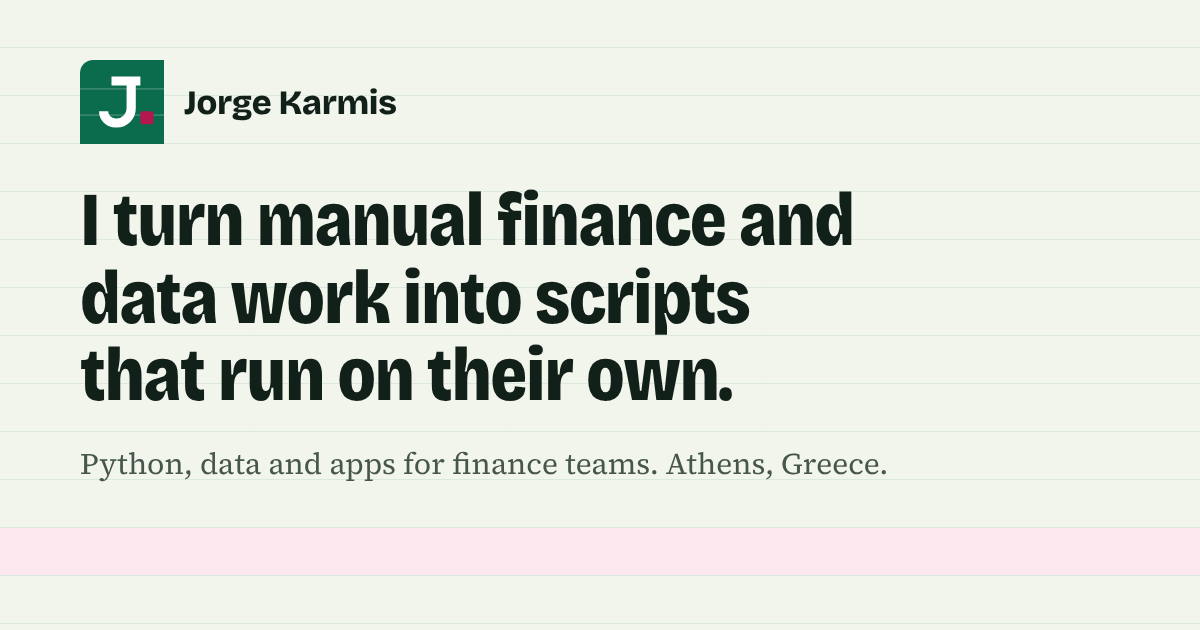 J.
Jorge Karmis
I turn manual finance and
data work into scripts
that run on their own.
Python, data and apps for finance teams. Athens, Greece.